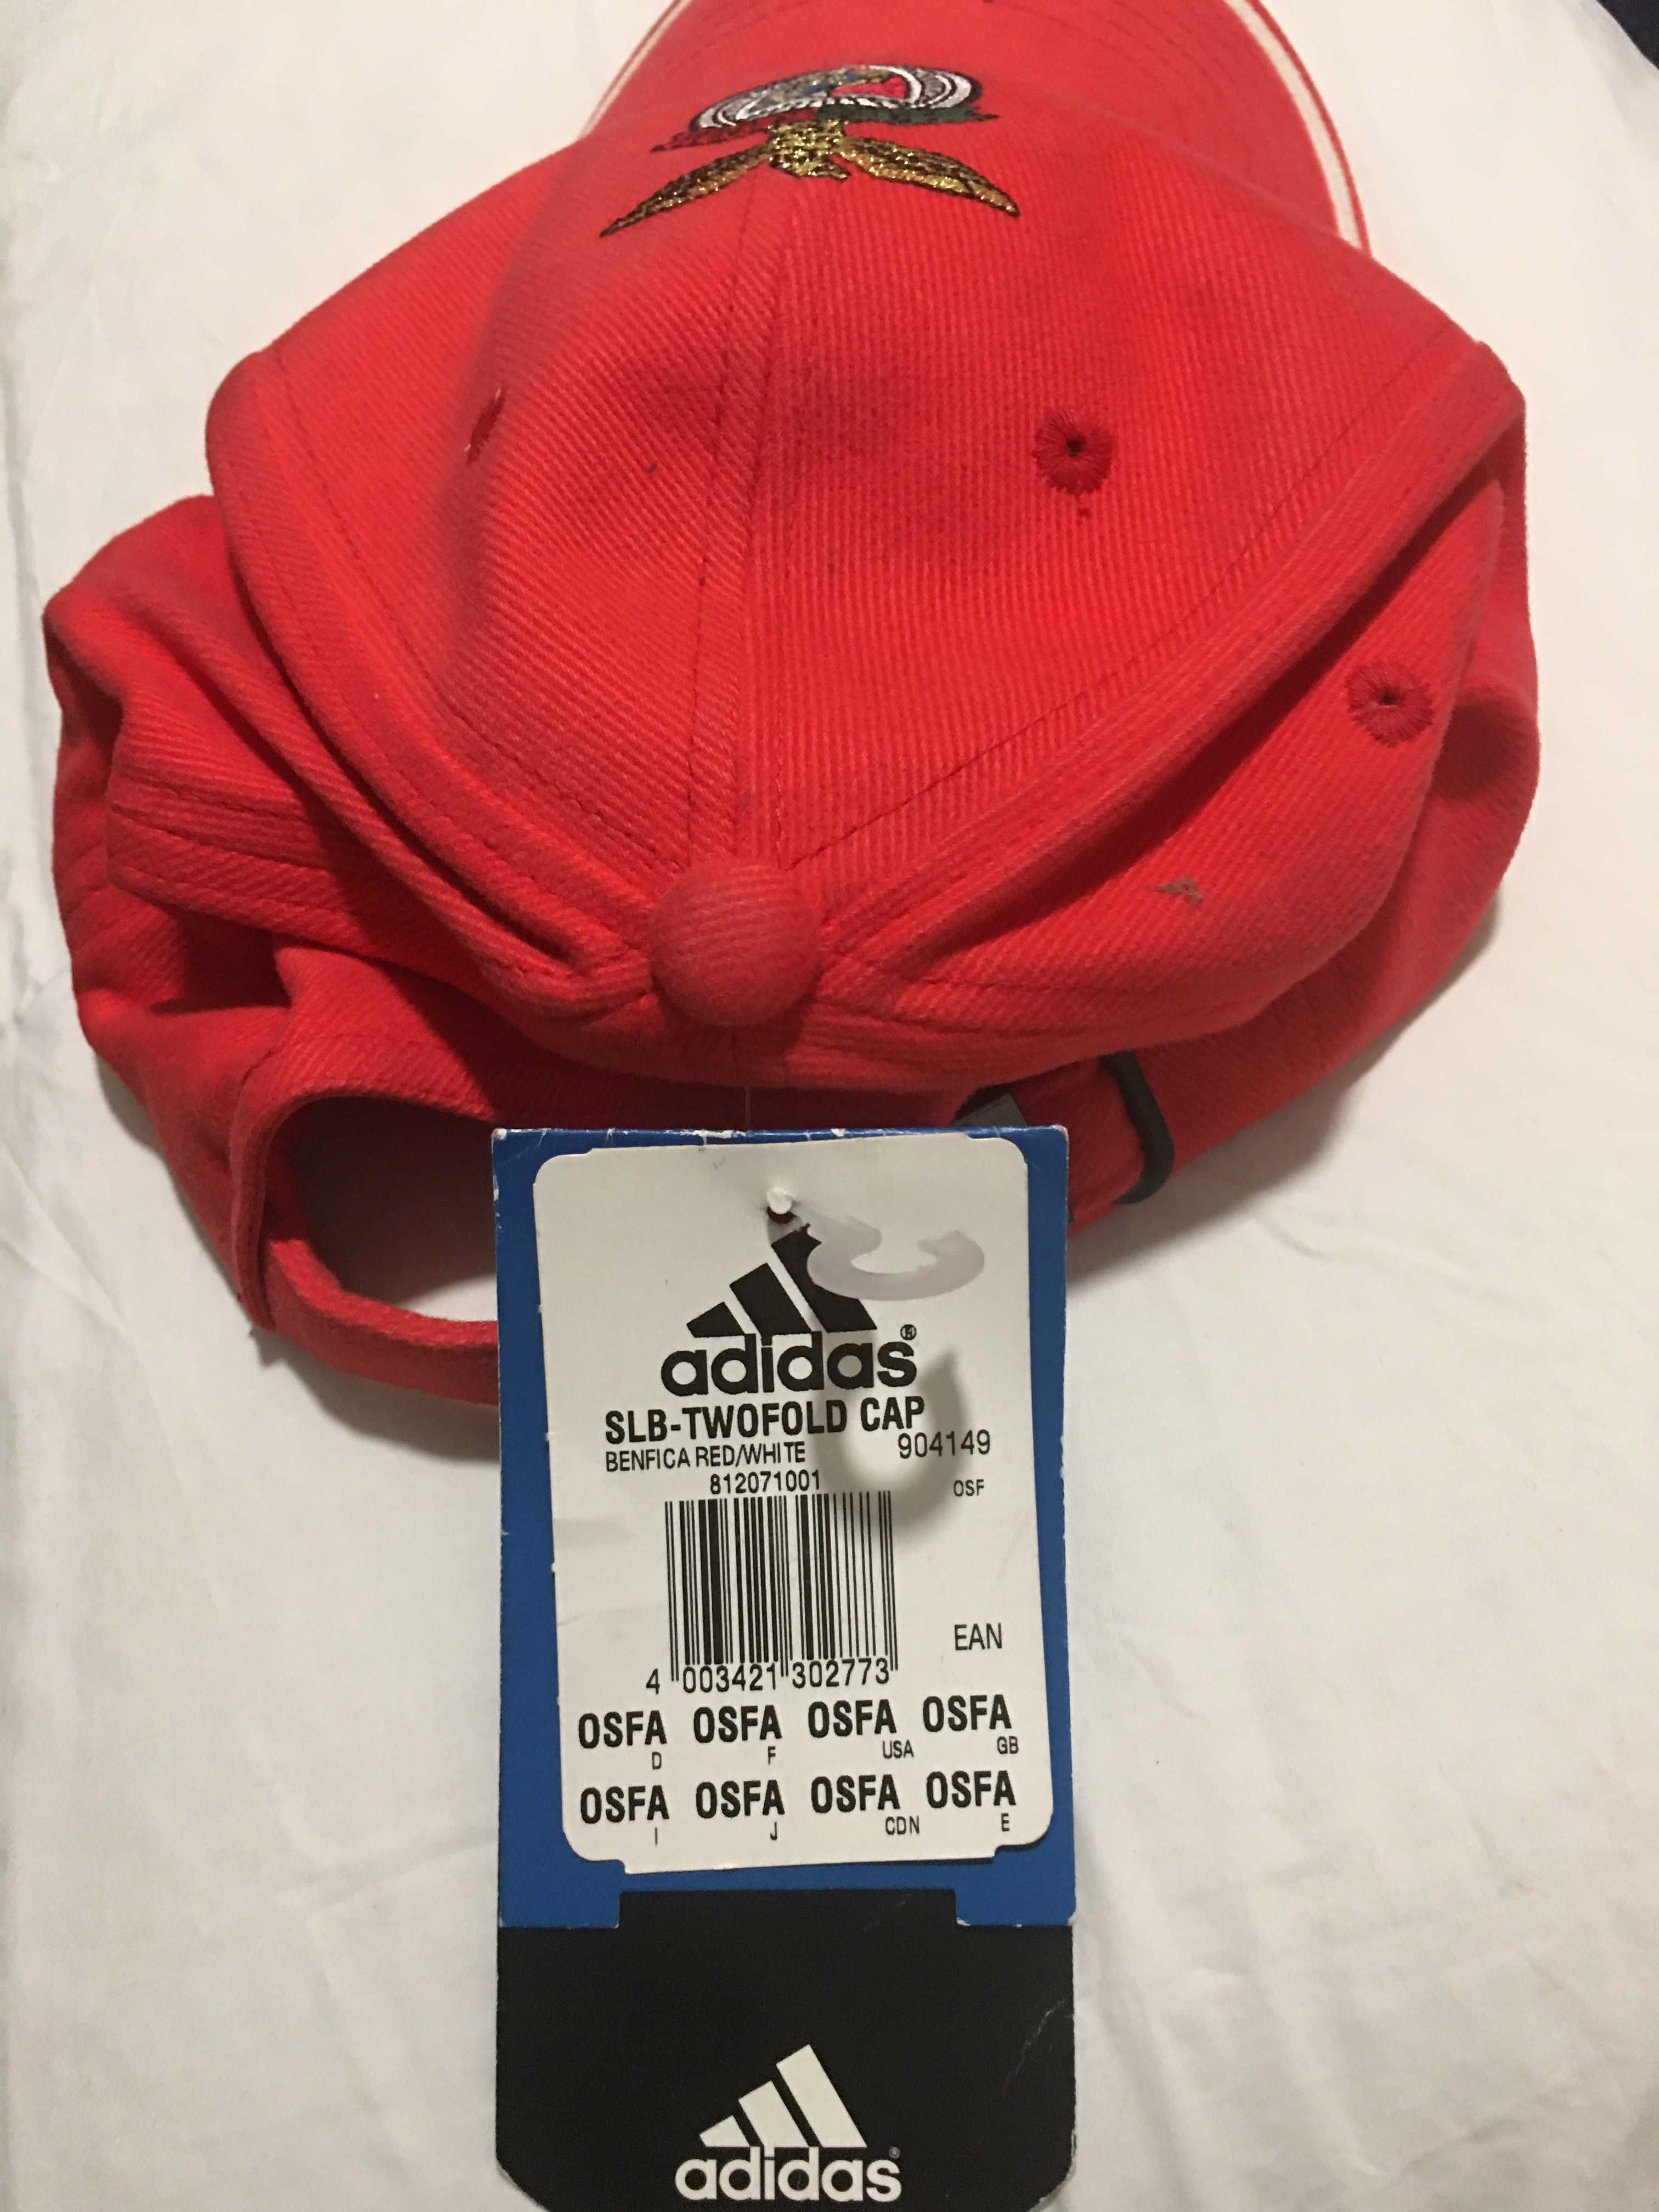 adidas®
SLB-TWOFOLD CAP
BENFICA RED/WHITE 904149
812071001 OSF
EAN
4 003421 302773
OSFA OSFA OSFA OSFA
D F USA GB
OSFA OSFA OSFA OSFA
I J CDN E
adidas®